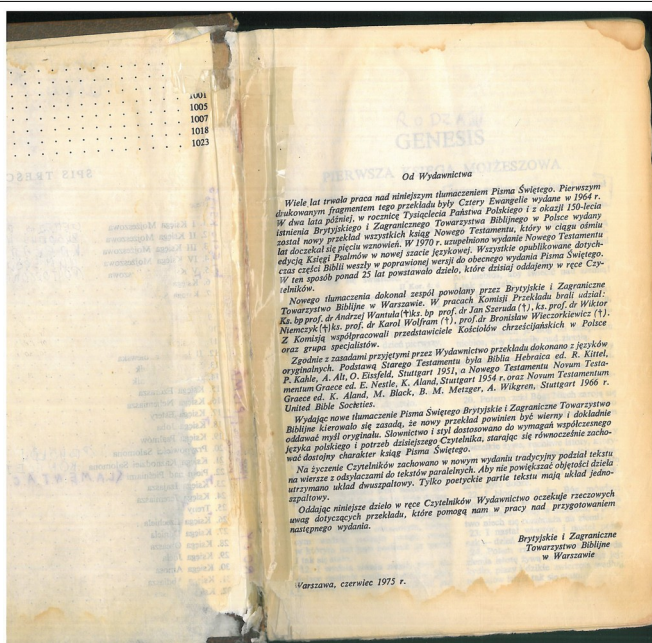 1001
1005
1007
1018
1023
GENESIS
PIERWSZA KSIĘGA MOJŻESZOWA
Od Wydawnictwa
Wiele lat trwała praca nad niniejszym tłumaczeniem Pisma Świętego. Pierwszym
drukowanym fragmentem tego przekładu były Cztery Ewangelie wydane w 1964 r.
W dwa lata później, w rocznicę Tysiąclecia Państwa Polskiego i z okazji 150-lecia
istnienia Brytyjskiego i Zagranicznego Towarzystwa Biblijnego w Polsce wydany
został nowy przekład wszystkich ksiąg Nowego Testamentu, który w ciągu ośmiu
lat doczekał się pięciu wznowień. W 1970 r. uzupełniono wydanie Nowego Testamentu
edycją Księgi Psalmów w nowej szacie językowej. Wszystkie opublikowane dotych-
czas części Biblii weszły w poprawionej wersji do obecnego wydania Pisma Świętego.
W ten sposób ponad 25 lat powstawało dzieło, które dzisiaj oddajemy w ręce Czy-
telników.
Nowego tłumaczenia dokonał zespół powołany przez Brytyjskie i Zagraniczne
Towarzystwo Biblijne w Warszawie. W pracach Komisji Przekładu brali udział:
Ks. bp prof. dr Andrzej Wantuła (†) ks. bp prof. dr Jan Szeruda (†), ks. prof. dr Wiktor
Niemczyk (†) ks. prof. dr Karol Wolfram (†), prof. dr Bronisław Wieczorkiewicz (†).
Z Komisją współpracowali przedstawiciele Kościołów chrześcijańskich w Polsce
oraz grupa specjalistów.
Zgodnie z zasadami przyjętymi przez Wydawnictwo przekładu dokonano z języków
oryginalnych. Podstawą Starego Testamentu była Biblia Hebraica ed. R. Kittel,
P. Kahle, A. Alt, O. Eissfeld, Stuttgart 1951, a Nowego Testamentu Novum Testa-
mentum Graece ed. E. Nestle, K. Aland, Stuttgart 1954 r. oraz Novum Testamentum
Graece ed. K. Aland, M. Black, B. M. Metzger, A. Wikgren, Stuttgart 1966 r.
United Bible Societies.
Wydając nowe tłumaczenie Pisma Świętego Brytyjskie i Zagraniczne Towarzystwo
Biblijne kierowało się zasadą, że nowy przekład powinien być wierny i dokładnie
oddawać myśl oryginału. Słownictwo i styl dostosowano do wymagań współczesnego
języka polskiego i potrzeb dzisiejszego Czytelnika, starając się równocześnie zacho-
wać dostojny charakter ksiąg Pisma Świętego.
Na życzenie Czytelników zachowano w nowym wydaniu tradycyjny podział tekstu
na wiersze z odsyłaczami do tekstów paralelnych. Aby nie powiększać objętości dzieła
utrzymano układ dwuszpaltowy. Tylko poetyckie partie tekstu mają układ jedno-
szpaltowy.
Oddając niniejsze dzieło w ręce Czytelników Wydawnictwo oczekuje rzeczowych
uwag dotyczących przekładu, które pomogą nam w pracy nad przygotowaniem
następnego wydania.
Brytyjskie i Zagraniczne
Towarzystwo Biblijne
w Warszawie
Warszawa, czerwiec 1975 r.